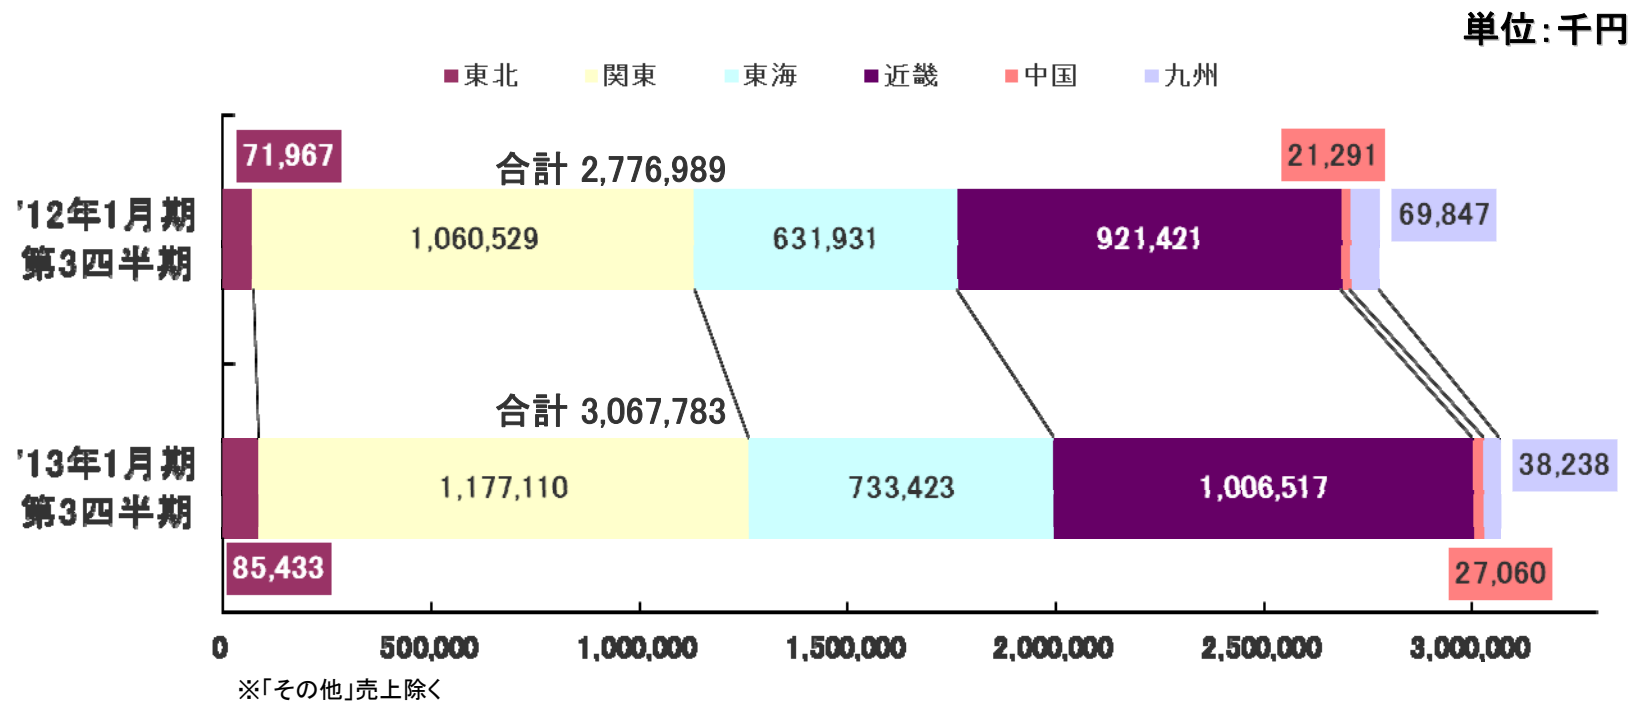 単位：千円
東北 関東 東海 近畿 中国 九州
71,967
合計 2,776,989
21,291
69,847
'12年1月期
第3四半期
1,060,529
631,931
921,421
合計 3,067,783
'13年1月期
第3四半期
1,177,110
733,423
1,006,517
38,238
85,433
27,060
0 500,000 1,000,000 1,500,000 2,000,000 2,500,000 3,000,000
※「その他」売上除く